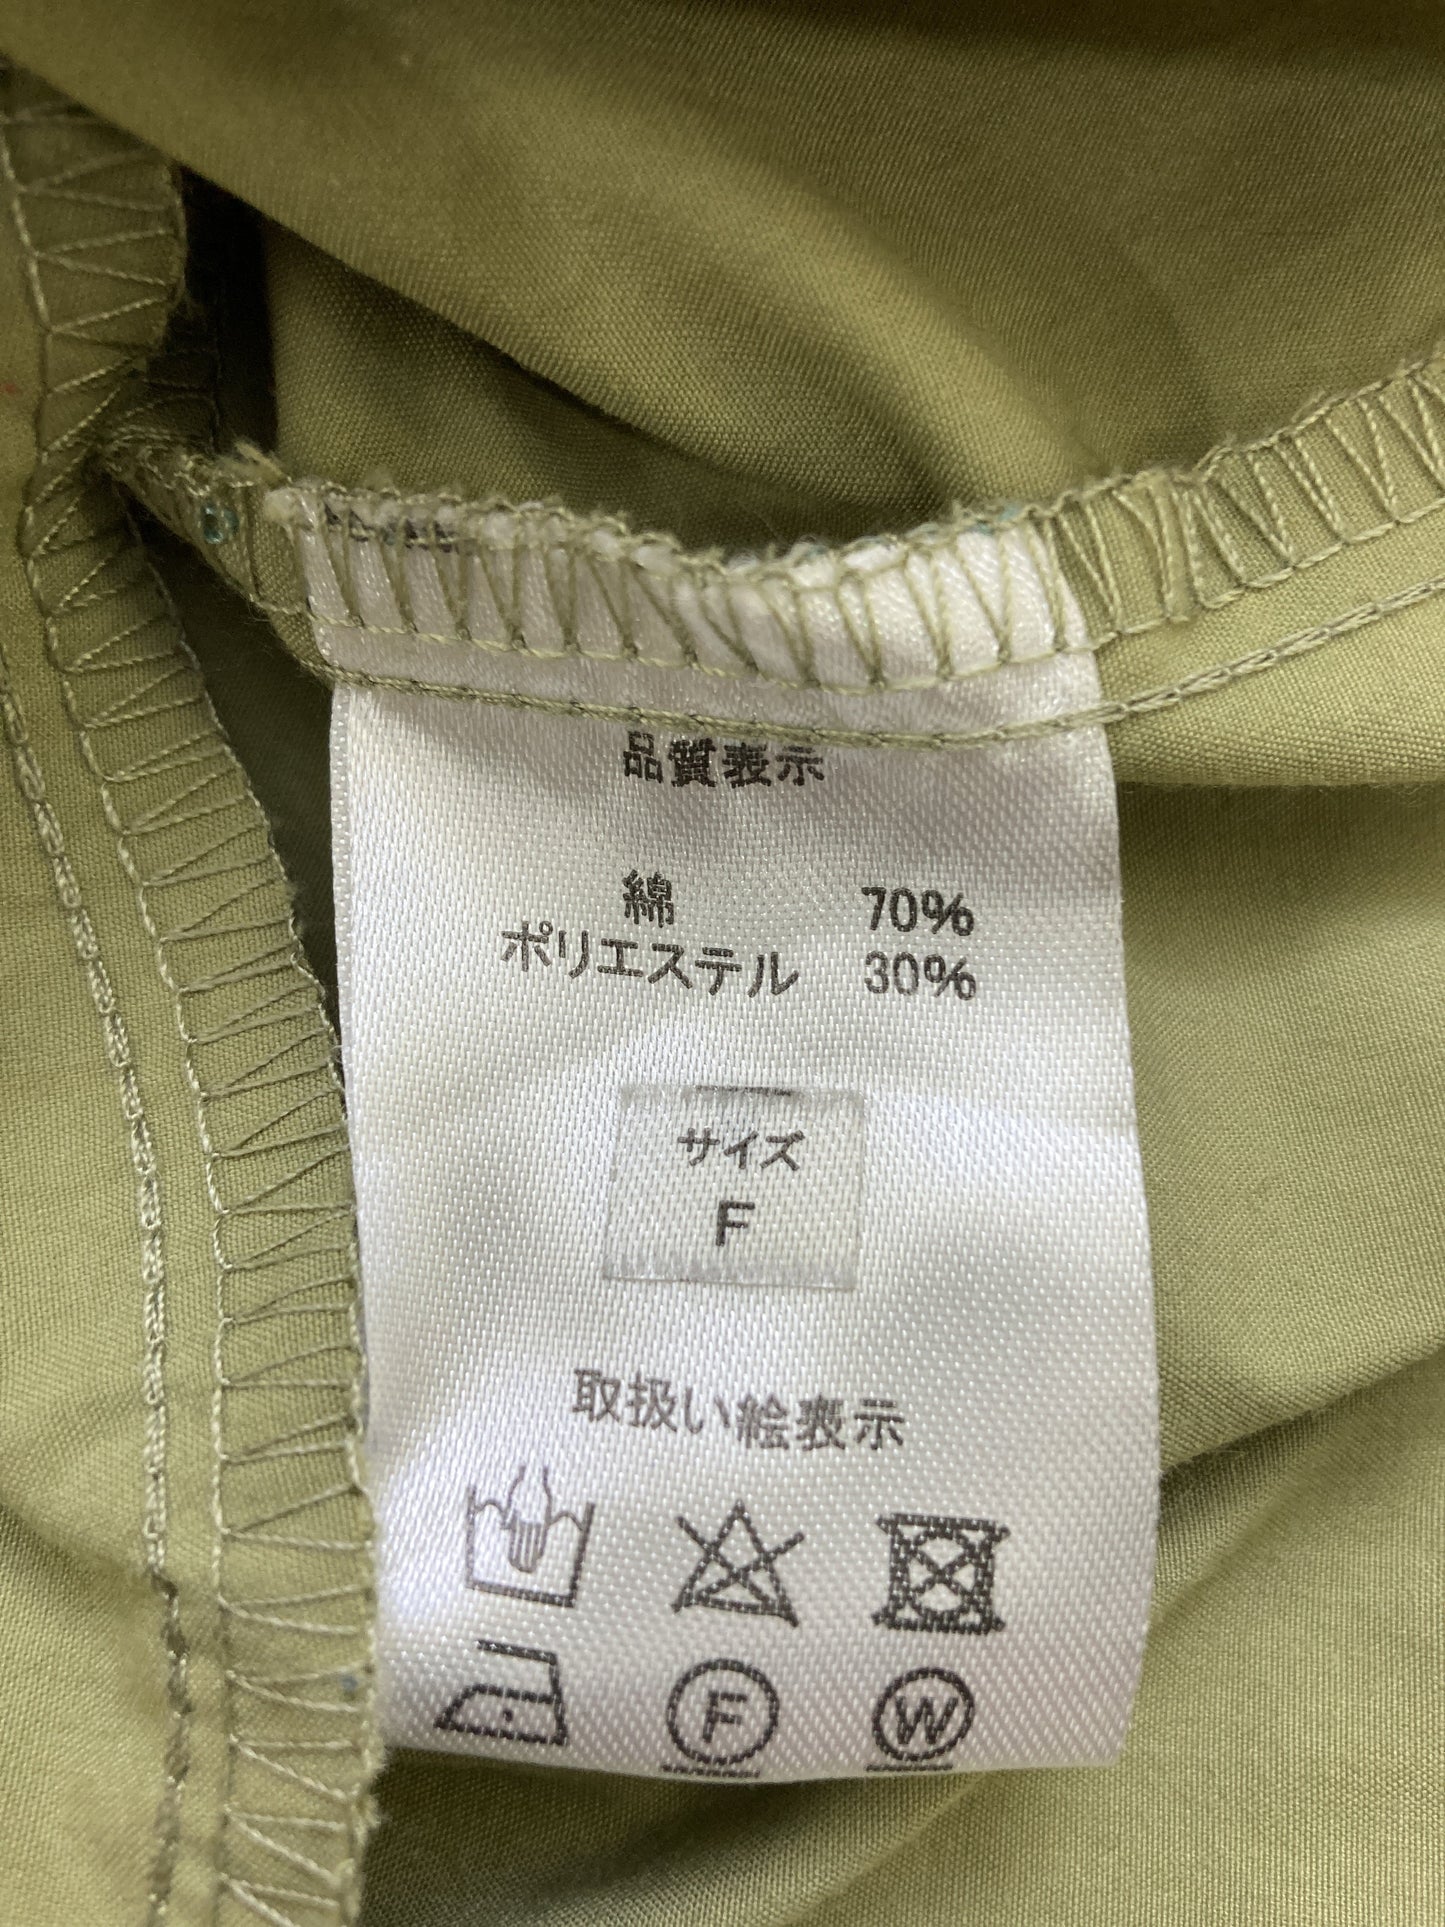 品質表示
綿 70%
ポリエステル 30%
サイズ
F
取扱い絵表示
F W